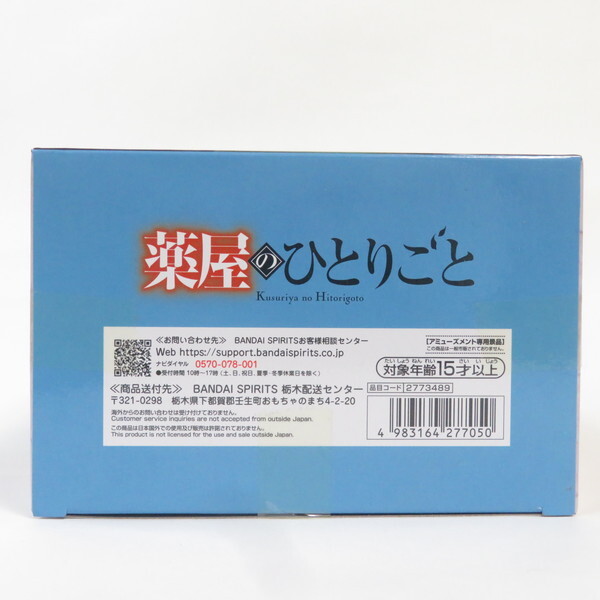 薬屋のひとりごと
Kusuriya no Hitorigoto
≪お問い合わせ先≫ BANDAI SPIRITSお客様相談センター
Web https://support.bandaispirits.co.jp
ナビダイヤル 0570-078-001
●受付時間 10時〜17時(土、日、祝日、夏季・冬季休業日を除く)
≪商品送付先≫ BANDAI SPIRITS 栃木配送センター
〒321-0298 栃木県下都賀郡壬生町おもちゃのまち4-2-20
海外からのお問い合わせは受け付けておりません。
Customer service inquiries are not accepted from outside Japan.
この商品は日本国外での使用及び販売は許諾されておりません。
This product is not licensed for the use and sale outside Japan.
【アミューズメント専用景品】
この商品は一般市販されておりません。
たいしょうねんれい さい い じょう
対象年齢15才以上
品目コード 2773489
4 983164 277050